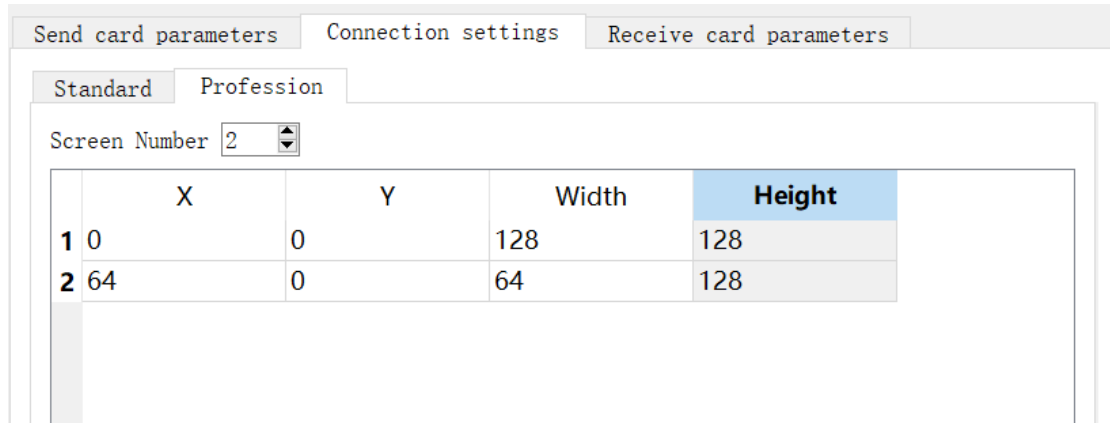 Send card parameters Connection settings Receive card parameters
Standard Profession
Screen Number 2
X Y Width Height
1 0 0 128 128
2 64 0 64 128